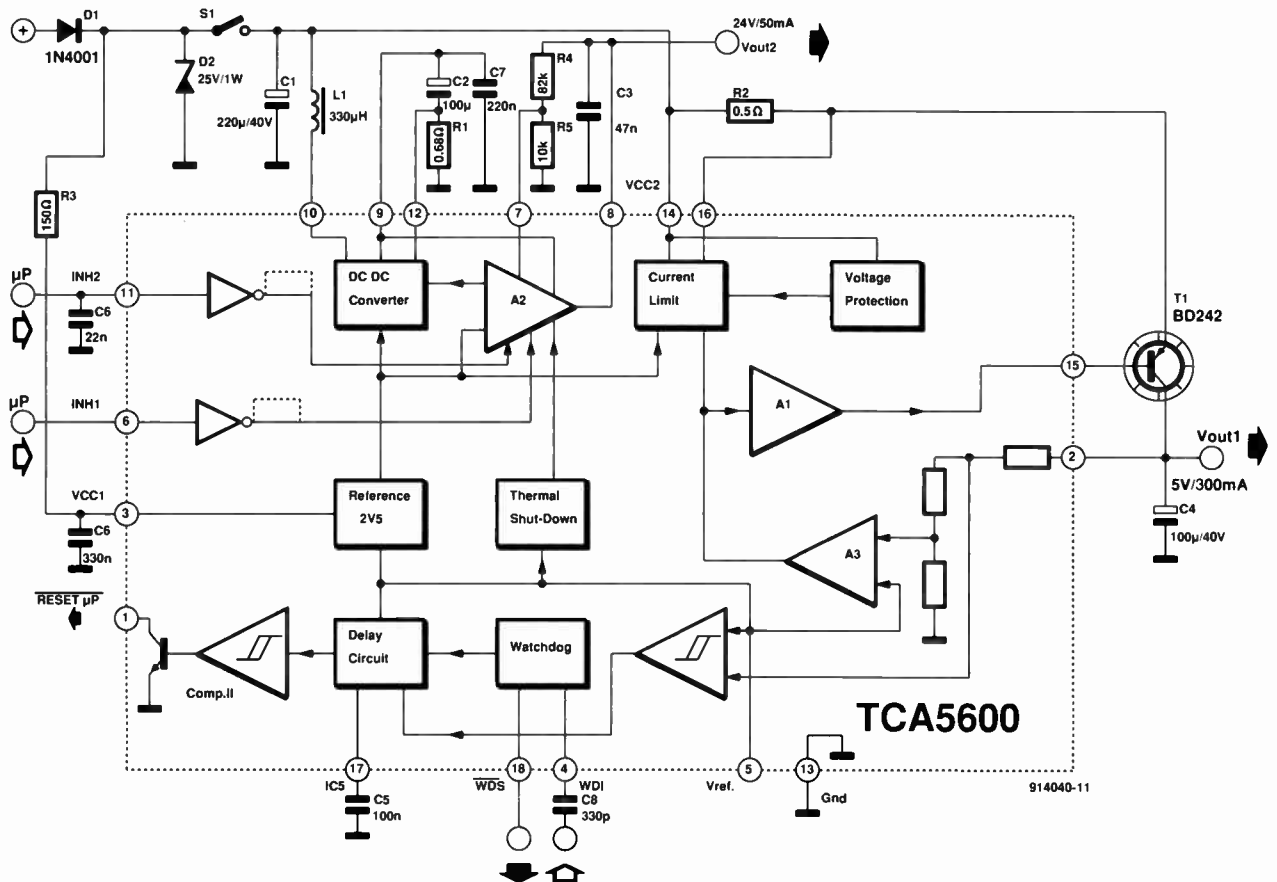 D1
1N4001
S1
D2
25V/1W
C1
220µ/40V
L1
330µH
C2
100µ
C7
220n
R1
0.68Ω
R4
82k
R5
10k
C3
47n
24V/50mA
Vout2
R2
0.5Ω
VCC2
R3
150Ω
10
9
12
7
8
14
16
µP
INH2
11
C6
22n
DC DC
Converter
A2
Current
Limit
Voltage
Protection
T1
BD242
15
µP
INH1
6
A1
Vout1
2
5V/300mA
C4
100µ/40V
VCC1
3
C6
330n
Reference
2V5
Thermal
Shut-Down
A3
RESET µP
1
Comp.II
Delay
Circuit
Watchdog
TCA5600
17
18
4
5
13
IC5
C5
100n
WDS
WDI
C8
330p
Vref.
Gnd
914040-11